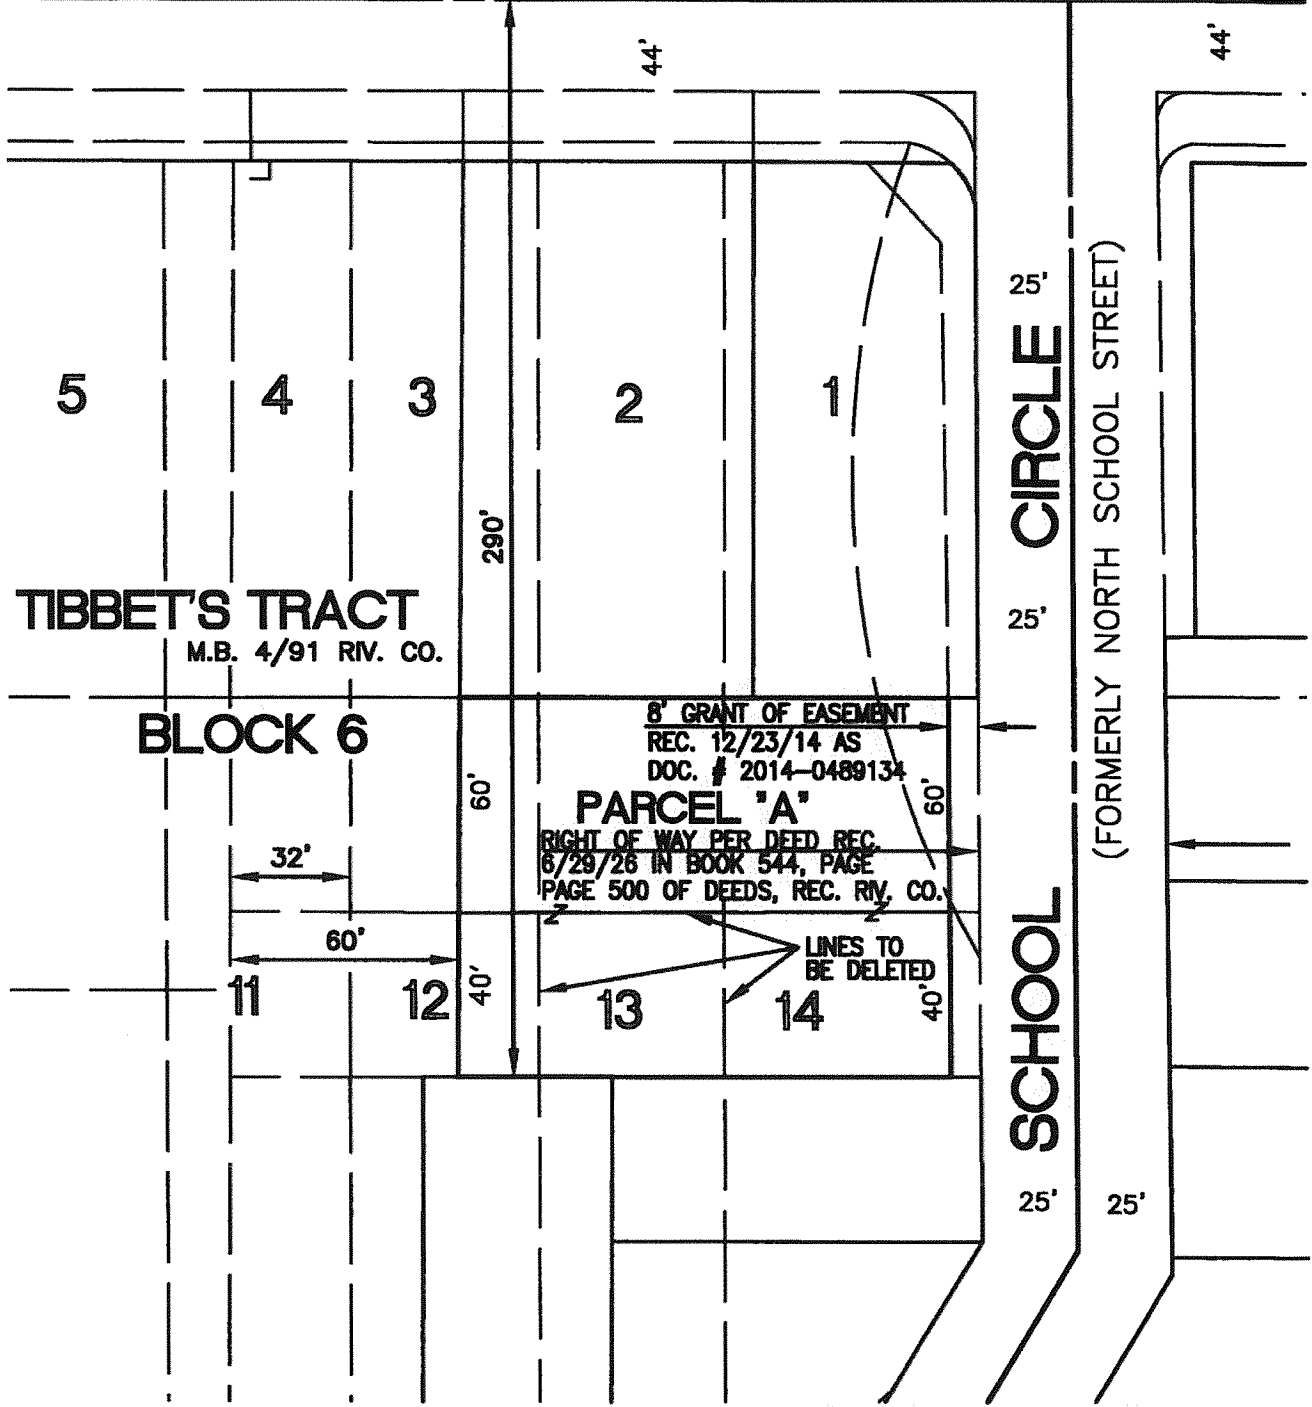 44'
44'
25'
5
4
3
2
1
CIRCLE
(FORMERLY NORTH SCHOOL STREET)
290'
TIBBET'S TRACT
M.B. 4/91 RIV. CO.
25'
BLOCK 6
8' GRANT OF EASEMENT
REC. 12/23/14 AS
DOC. # 2014-0489134
60'
60'
PARCEL "A"
RIGHT OF WAY PER DEED REC.
6/29/26 IN BOOK 544, PAGE
PAGE 500 OF DEEDS, REC. RIV. CO.
32'
60'
LINES TO
BE DELETED
11
12
40'
13
14
40'
SCHOOL
25'
25'